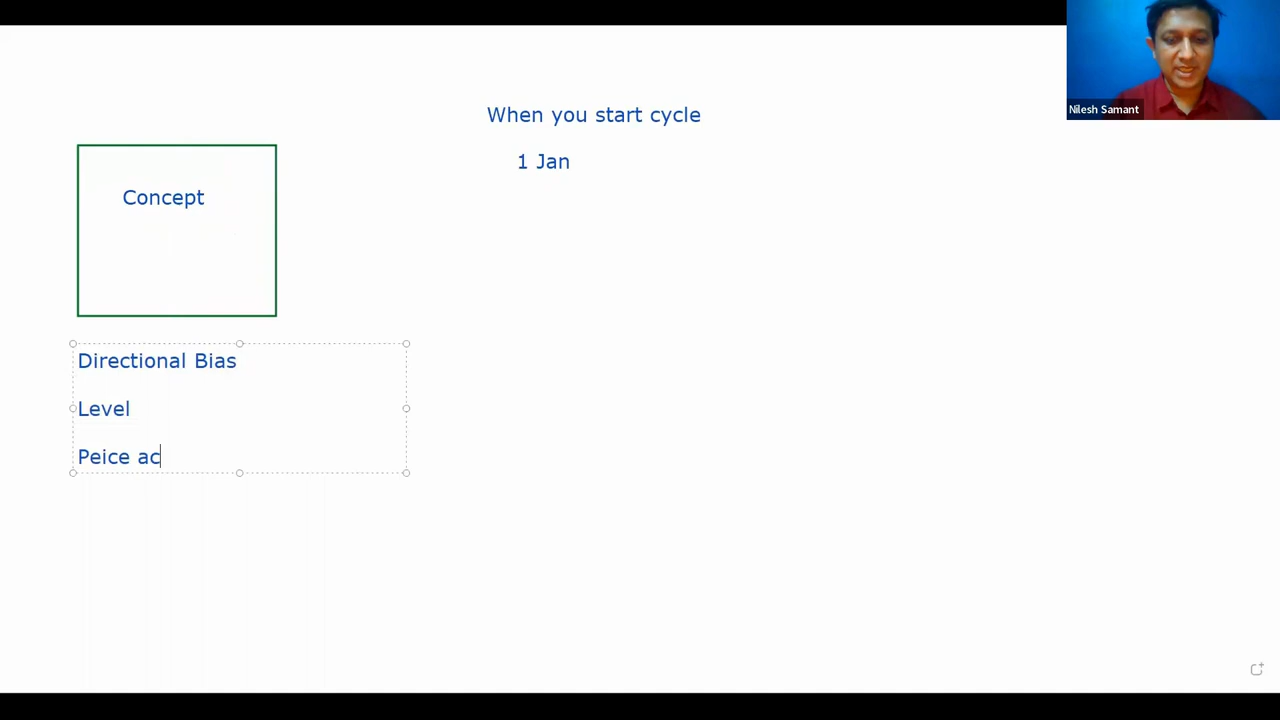 Nilesh Samant
When you start cycle
1 Jan
Concept
Directional Bias
Level
Peice ac